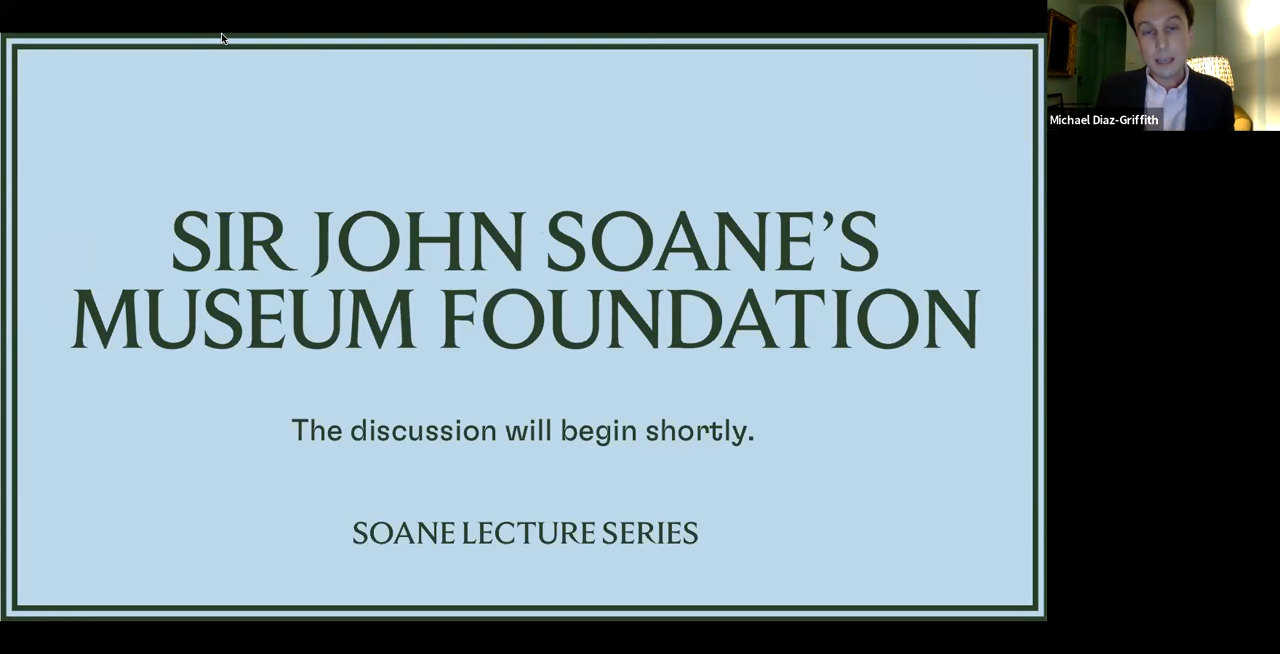 SIR JOHN SOANE’S
MUSEUM FOUNDATION
The discussion will begin shortly.
SOANE LECTURE SERIES
Michael Diaz-Griffith